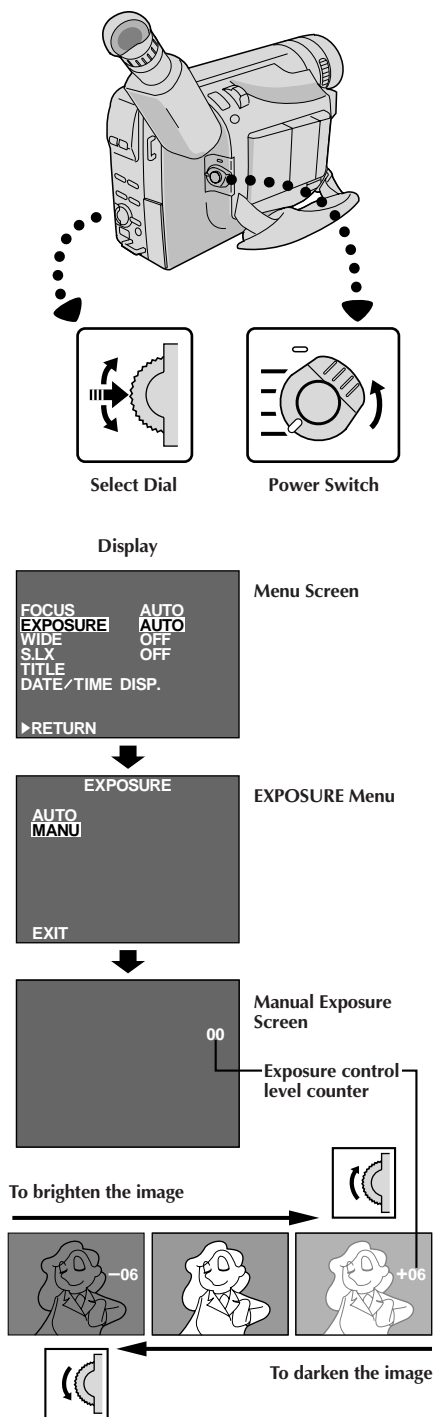 Select Dial
Power Switch
Display
Menu Screen
FOCUS AUTO
EXPOSURE AUTO
WIDE OFF
S.LX OFF
TITLE
DATE/TIME DISP.
▶RETURN
EXPOSURE
EXPOSURE Menu
AUTO
MANU
EXIT
Manual Exposure
Screen
00
Exposure control
level counter
To brighten the image
–06
+06
To darken the image